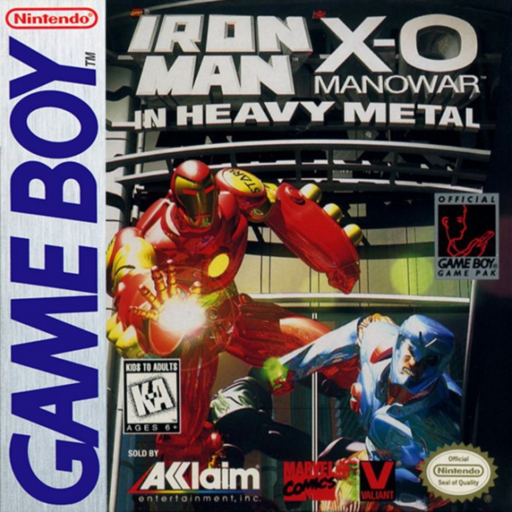 Nintendo
GAME BOY
TM
IRON MAN
X-O
MANOWAR
IN HEAVY METAL
STARK
OFFICIAL
GAME BOY
GAME PAK
KIDS TO ADULTS
K-A
AGES 6+
SOLD BY
AKklaim
entertainment, inc.
MARVEL
COMICS
V
VALIANT
Official
Nintendo
Seal of Quality